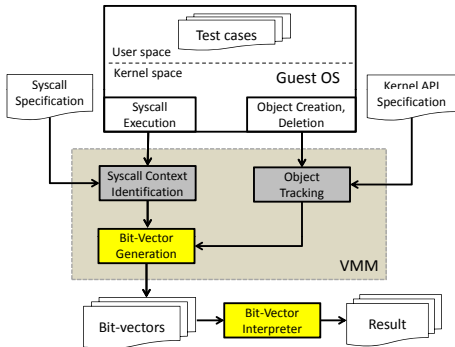 Test cases
User space
Kernel space
Guest OS
Syscall
Specification
Kernel API
Specification
Syscall
Execution
Object Creation,
Deletion
Syscall Context
Identification
Object
Tracking
Bit-Vector
Generation
VMM
Bit-vectors
Bit-Vector
Interpreter
Result